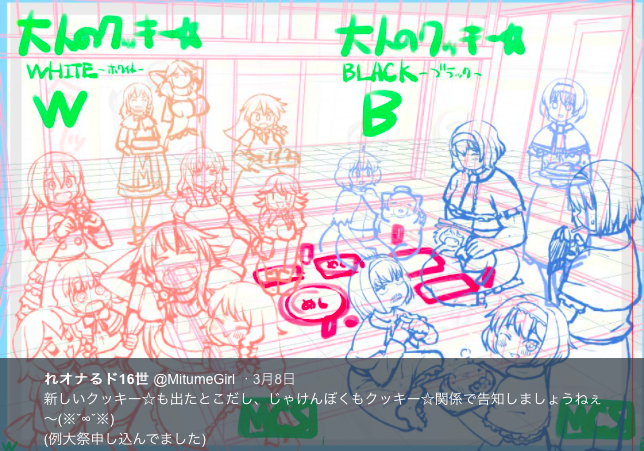 大人のクッキー☆
WHITE～ホワイト～
W
大人のクッキー☆
BLACK～ブラック～
B
M
めし
めし
れオナるド16世 @MitumeGirl ・3月8日
新しいクッキー☆も出たとこだし、じゃけんぼくもクッキー☆関係で告知しましょうねぇ
～(※˘∞˘※)
(例大祭申し込んでました)
MCS!
MCS!